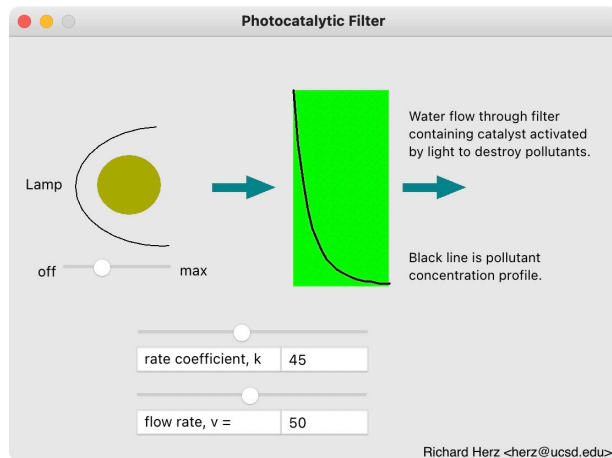 Photocatalytic Filter
Water flow through filter
containing catalyst activated
by light to destroy pollutants.
Lamp
off
max
Black line is pollutant
concentration profile.
rate coefficient, k 45
flow rate, v = 50
Richard Herz <herz@ucsd.edu>